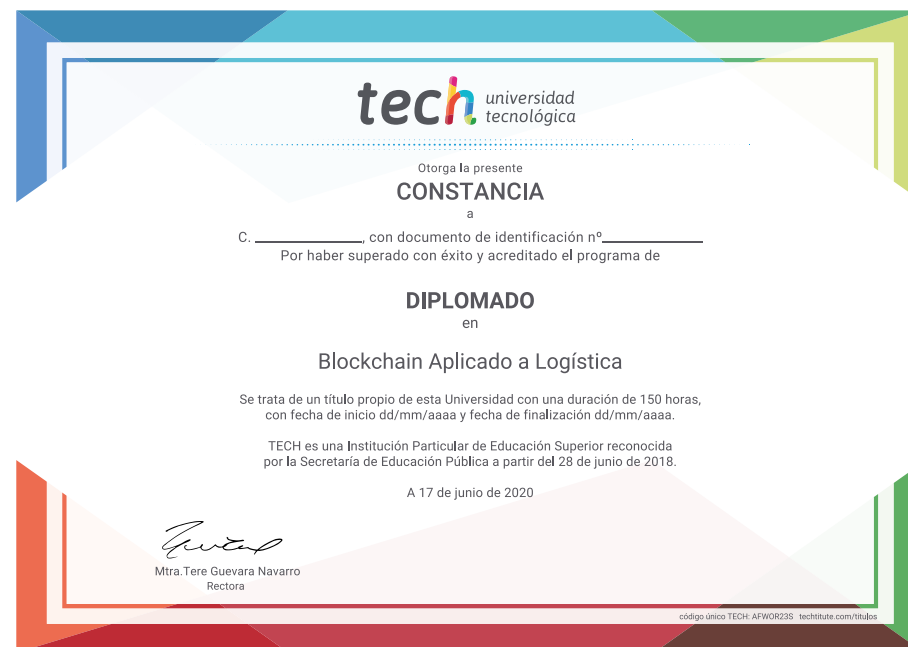 tech universidad
tecnológica
Otorga la presente
CONSTANCIA
a
C. ____________, con documento de identificación nº____________
Por haber superado con éxito y acreditado el programa de
DIPLOMADO
en
Blockchain Aplicado a Logística
Se trata de un título propio de esta Universidad con una duración de 150 horas,
con fecha de inicio dd/mm/aaaa y fecha de finalización dd/mm/aaaa.
TECH es una Institución Particular de Educación Superior reconocida
por la Secretaría de Educación Pública a partir del 28 de junio de 2018.
A 17 de junio de 2020
Mtra.Tere Guevara Navarro
Rectora
código único TECH: AFWOR23S techtitute.com/titulos